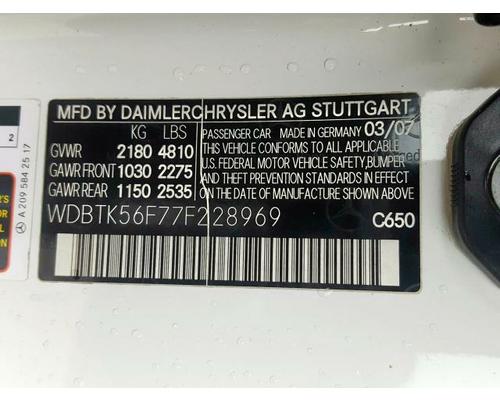 MFD BY DAIMLERCHRYSLER AG STUTTGART
KG LBS
GVWR 2180 4810
GAWR FRONT 1030 2275
GAWR REAR 1150 2535
PASSENGER CAR MADE IN GERMANY 03/07
THIS VEHICLE CONFORMS TO ALL APPLICABLE
U.S. FEDERAL MOTOR VEHICLE SAFETY, BUMPER
AND THEFT PREVENTION STANDARDS IN EFFECT
ON THE DATE OF MANUFACTURE SHOWN ABOVE.
WDBTK56F77F228969
C650
2
A 209 584 25 17